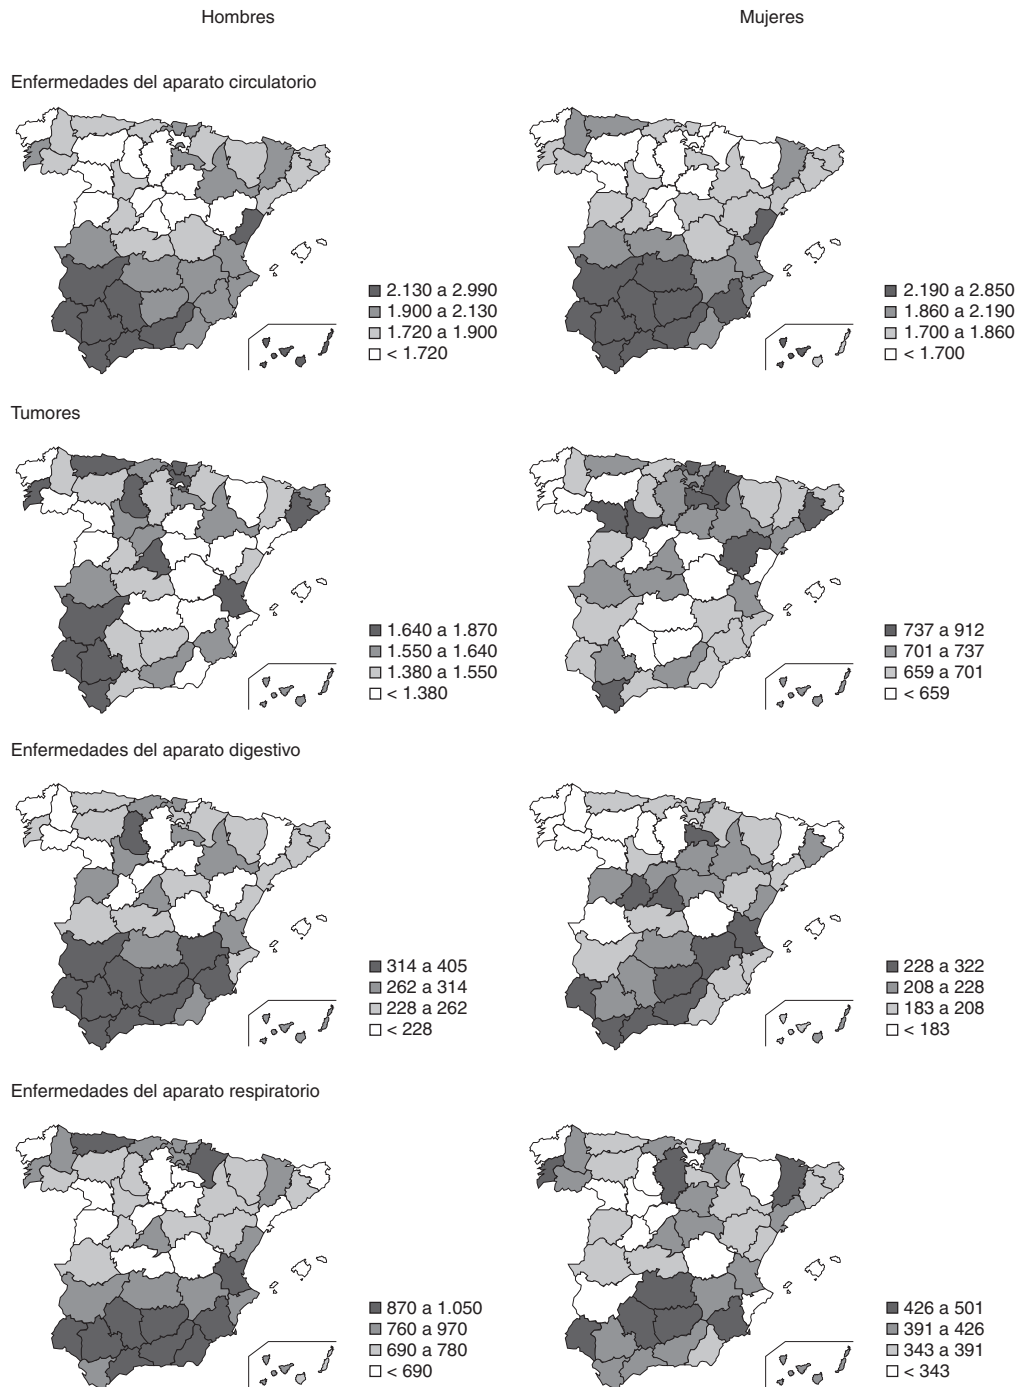 Hombres
Mujeres
Enfermedades del aparato circulatorio
2.130 a 2.990
1.900 a 2.130
1.720 a 1.900
< 1.720
2.190 a 2.850
1.860 a 2.190
1.700 a 1.860
< 1.700
Tumores
1.640 a 1.870
1.550 a 1.640
1.380 a 1.550
< 1.380
737 a 912
701 a 737
659 a 701
< 659
Enfermedades del aparato digestivo
314 a 405
262 a 314
228 a 262
< 228
228 a 322
208 a 228
183 a 208
< 183
Enfermedades del aparato respiratorio
870 a 1.050
760 a 970
690 a 780
< 690
426 a 501
391 a 426
343 a 391
< 343